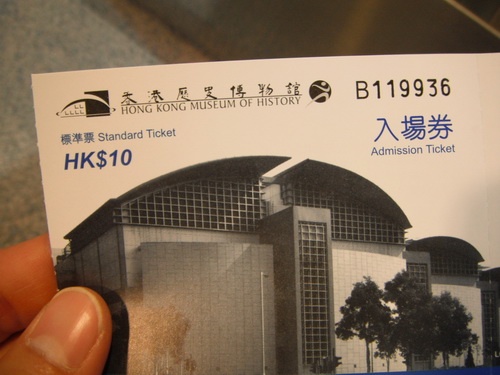 香港歷史博物館
HONG KONG MUSEUM OF HISTORY
B119936
標準票 Standard Ticket
HK$10
入場券
Admission Ticket